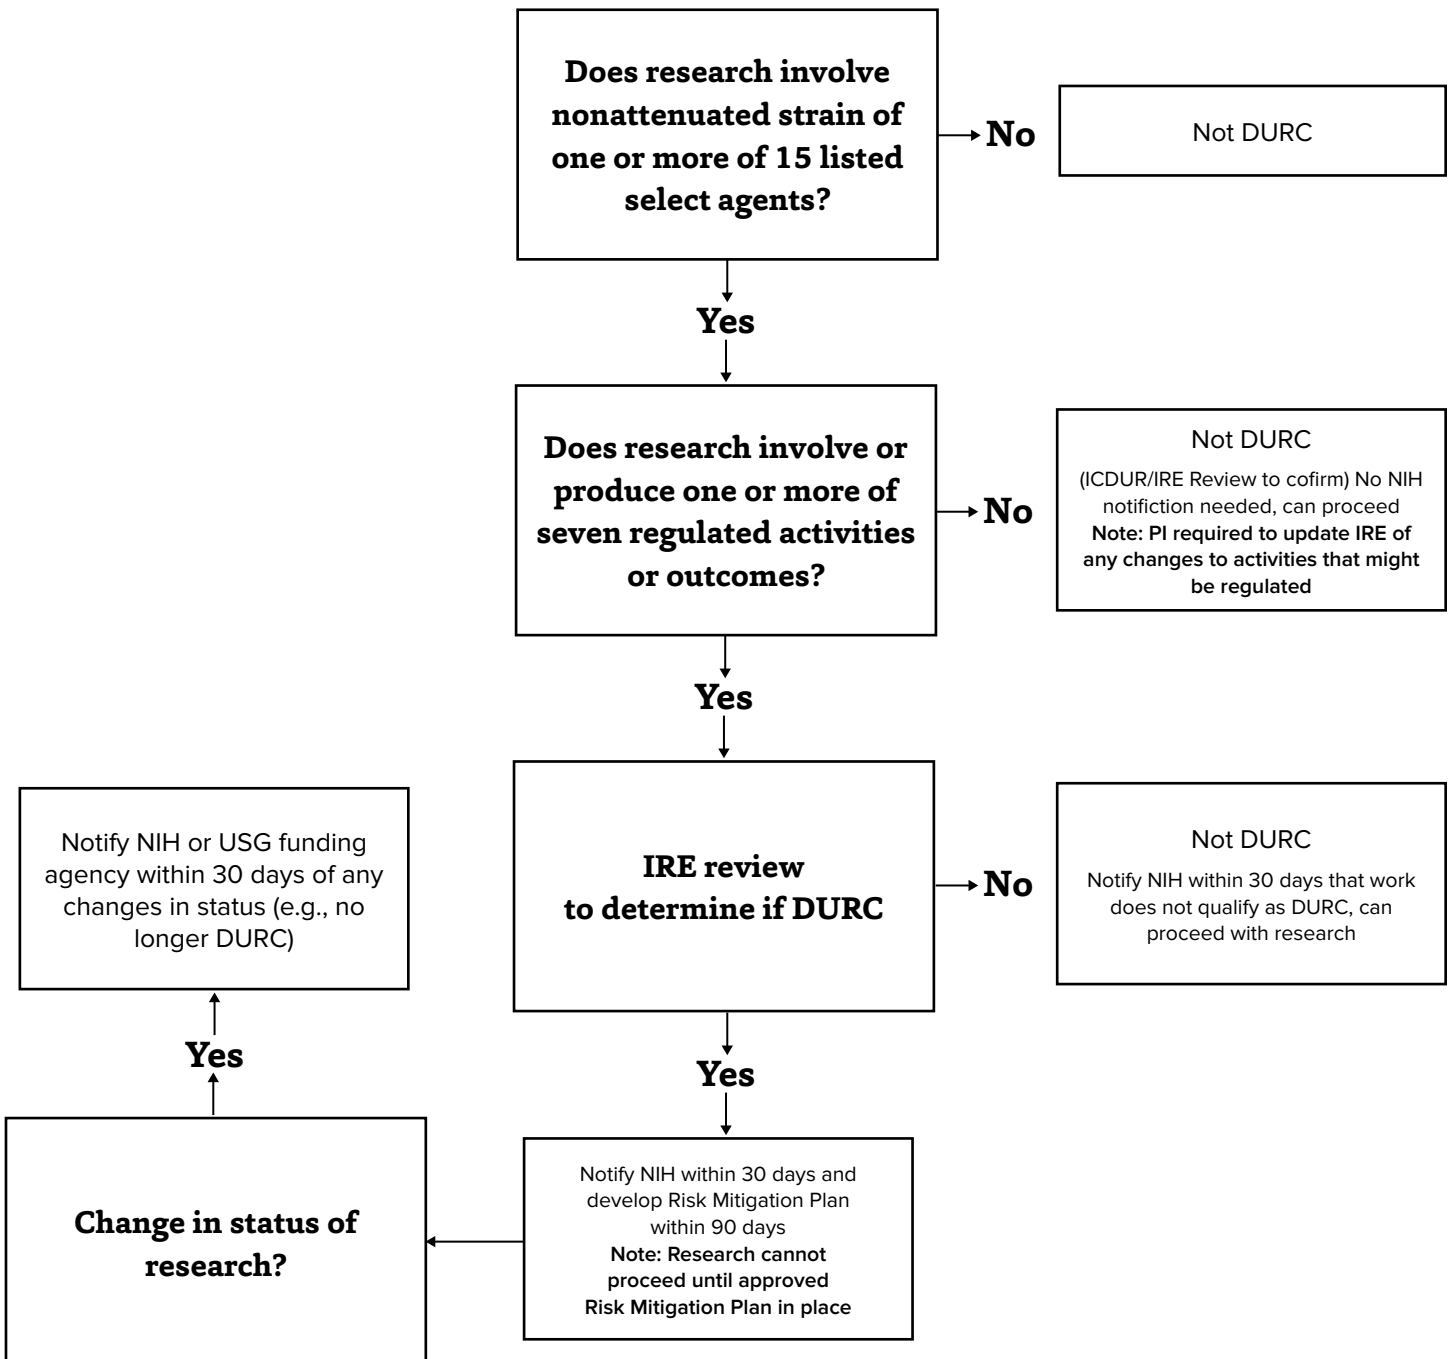 Does research involve
nonattenuated strain of
one or more of 15 listed
select agents?
No
Not DURC
Yes
Does research involve or
produce one or more of
seven regulated activities
or outcomes?
No
Not DURC
(ICDUR/IRE Review to cofirm) No NIH
notifiction needed, can proceed
Note: PI required to update IRE of
any changes to activities that might
be regulated
Yes
IRE review
to determine if DURC
No
Not DURC
Notify NIH within 30 days that work
does not qualify as DURC, can
proceed with research
Yes
Notify NIH within 30 days and
develop Risk Mitigation Plan
within 90 days
Note: Research cannot
proceed until approved
Risk Mitigation Plan in place
Change in status of
research?
Yes
Notify NIH or USG funding
agency within 30 days of any
changes in status (e.g., no
longer DURC)